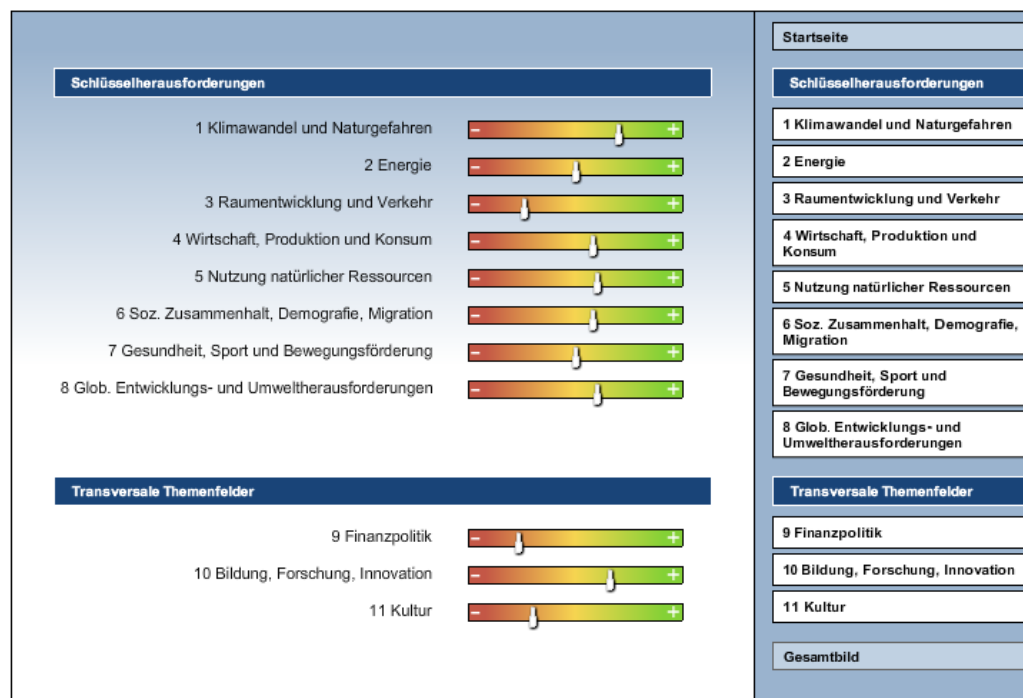 Schlüsselherausforderungen
1 Klimawandel und Naturgefahren
- +
2 Energie
- +
3 Raumentwicklung und Verkehr
- +
4 Wirtschaft, Produktion und Konsum
- +
5 Nutzung natürlicher Ressourcen
- +
6 Soz. Zusammenhalt, Demografie, Migration
- +
7 Gesundheit, Sport und Bewegungsförderung
- +
8 Glob. Entwicklungs- und Umweltherausforderungen
- +
Transversale Themenfelder
9 Finanzpolitik
- +
10 Bildung, Forschung, Innovation
- +
11 Kultur
- +
Startseite
Schlüsselherausforderungen
1 Klimawandel und Naturgefahren
2 Energie
3 Raumentwicklung und Verkehr
4 Wirtschaft, Produktion und
Konsum
5 Nutzung natürlicher Ressourcen
6 Soz. Zusammenhalt, Demografie,
Migration
7 Gesundheit, Sport und
Bewegungsförderung
8 Glob. Entwicklungs- und
Umweltherausforderungen
Transversale Themenfelder
9 Finanzpolitik
10 Bildung, Forschung, Innovation
11 Kultur
Gesamtbild